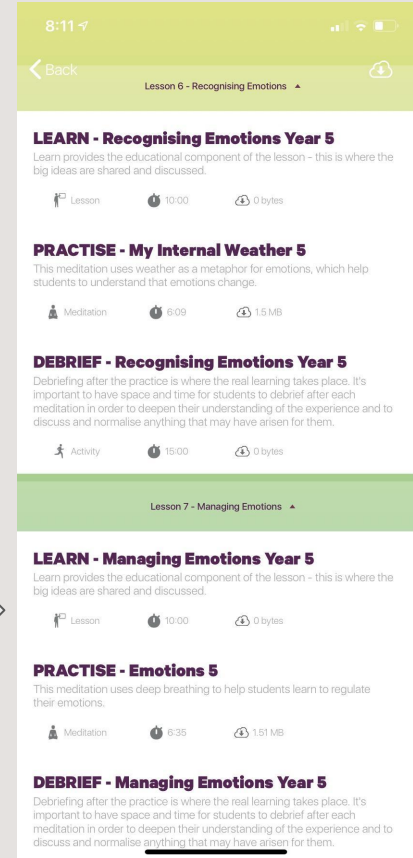 8:11
Back
Lesson 6 - Recognising Emotions
LEARN - Recognising Emotions Year 5
Learn provides the educational component of the lesson - this is where the
big ideas are shared and discussed.
Lesson 10:00 0 bytes
PRACTISE - My Internal Weather 5
This meditation uses weather as a metaphor for emotions, which help
students to understand that emotions change.
Meditation 6:09 1.5 MB
DEBRIEF - Recognising Emotions Year 5
Debriefing after the practice is where the real learning takes place. It's
important to have space and time for students to debrief after each
meditation in order to deepen their understanding of the experience and to
discuss and normalise anything that may have arisen for them.
Activity 15:00 0 bytes
Lesson 7 - Managing Emotions
LEARN - Managing Emotions Year 5
Learn provides the educational component of the lesson - this is where the
big ideas are shared and discussed.
Lesson 10:00 0 bytes
PRACTISE - Emotions 5
This meditation uses deep breathing to help students learn to regulate
their emotions.
Meditation 6:35 1.51 MB
DEBRIEF - Managing Emotions Year 5
Debriefing after the practice is where the real learning takes place. It's
important to have space and time for students to debrief after each
meditation in order to deepen their understanding of the experience and to
discuss and normalise anything that may have arisen for them.